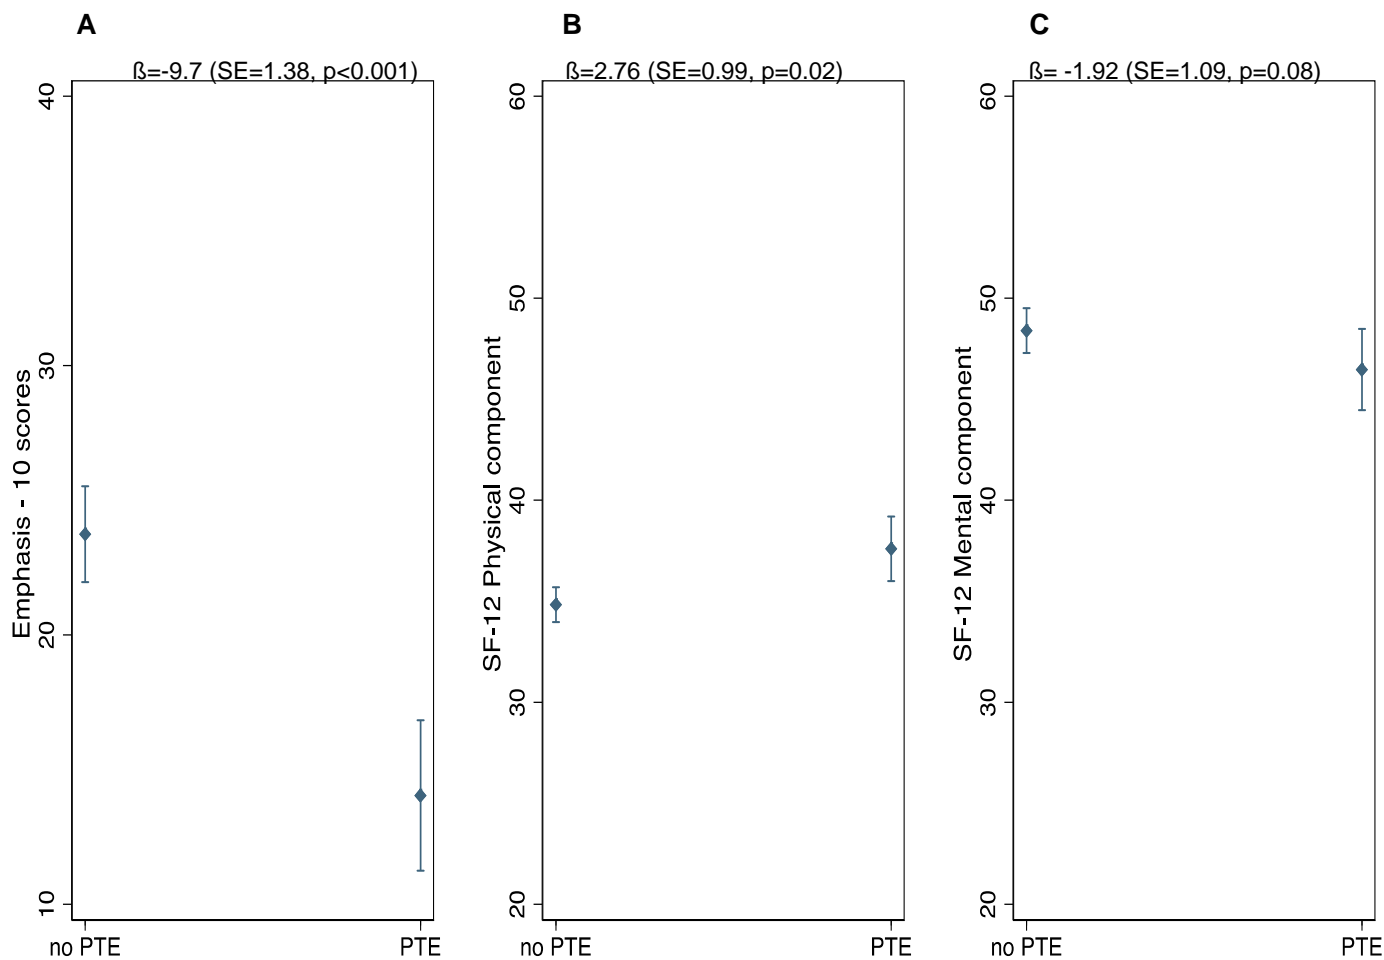 A
ß=-9.7 (SE=1.38, p<0.001)
Emphasis - 10 scores
40
30
20
10
no PTE
PTE
B
ß=2.76 (SE=0.99, p=0.02)
SF-12 Physical component
60
50
40
30
20
no PTE
PTE
C
ß= -1.92 (SE=1.09, p=0.08)
SF-12 Mental component
60
50
40
30
20
no PTE
PTE